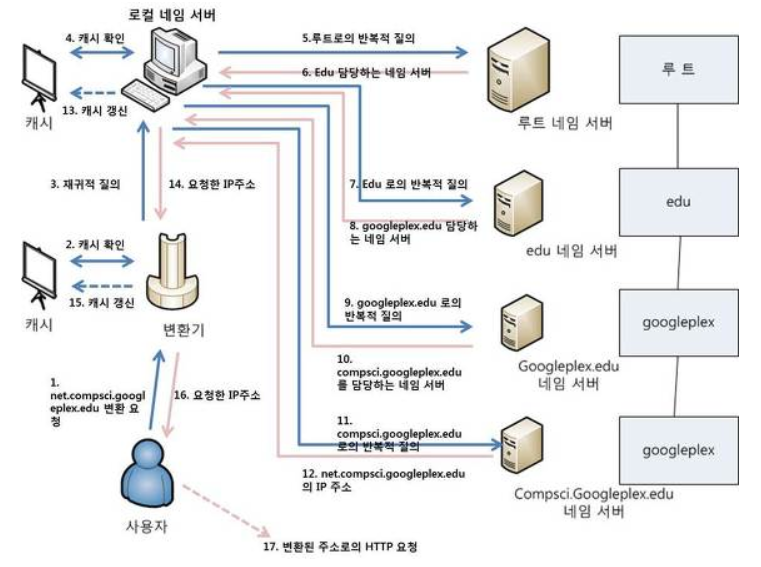 로컬 네임 서버
4. 캐시 확인
5.루트로의 반복적 질의
6. Edu 담당하는 네임 서버
13. 캐시 갱신
캐시
루트 네임 서버
루 트
3. 재귀적 질의
14. 요청한 IP주소
7. Edu 로의 반복적 질의
8. googleplex.edu 담당하
는 네임 서버
edu 네임 서버
edu
2. 캐시 확인
15. 캐시 갱신
캐시
변환기
9. googleplex.edu 로의
반복적 질의
googleplex
10.
compsci.googleplex.edu
를 담당하는 네임 서버
Googleplex.edu
네임 서버
1.
net.compsci.googl
eplex.edu 변환 요
청
16. 요청한 IP주소
11.
compsci.googleplex.edu
로의 반복적 질의
12. net.compsci.googleplex.edu
의 IP 주소
googleplex
Compsci.Googleplex.edu
네임 서버
사용자
17. 변환된 주소로의 HTTP 요청